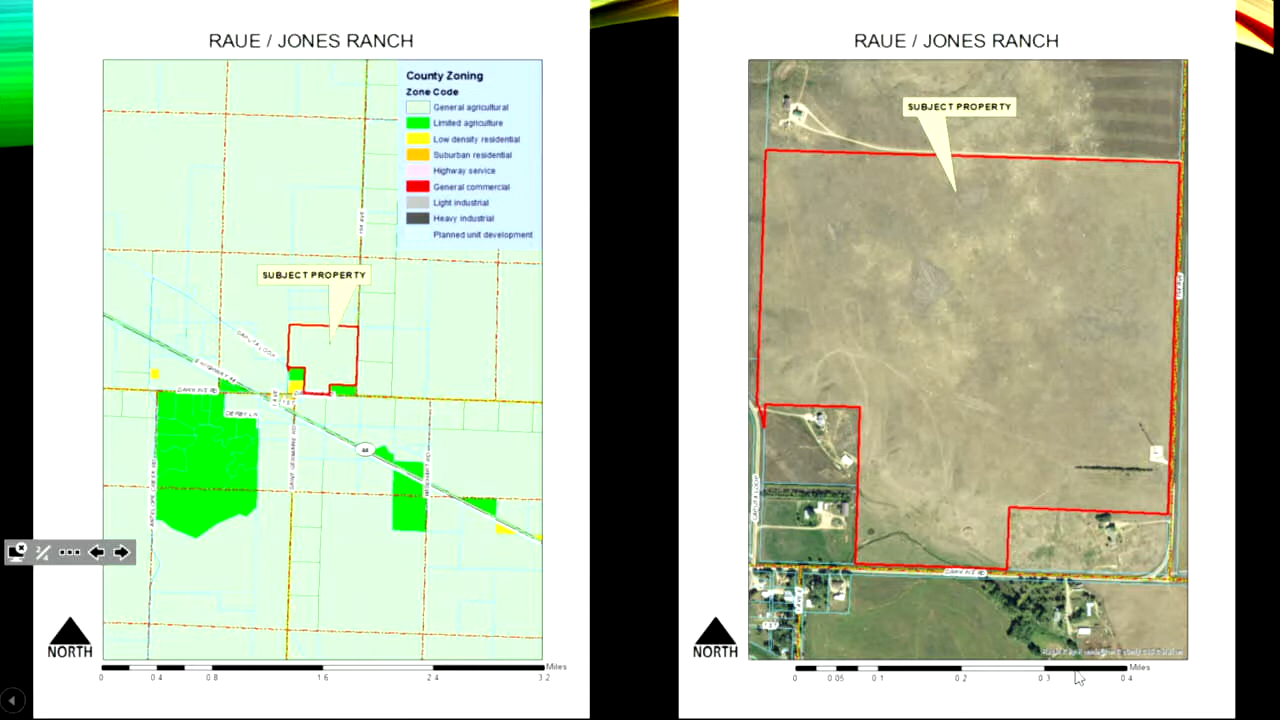 RAUE / JONES RANCH
County Zoning
Zone Code
General agricultural
Limited agriculture
Low density residential
Suburban residential
Highway service
General commercial
Light industrial
Heavy industrial
Planned unit development
SUBJECT PROPERTY
DERBY LN
44
NORTH
Miles
0 0 4 0 8 1 6 2 4 3 2
RAUE / JONES RANCH
SUBJECT PROPERTY
NORTH
Miles
0 0 05 0 1 0 2 0 3 0 4